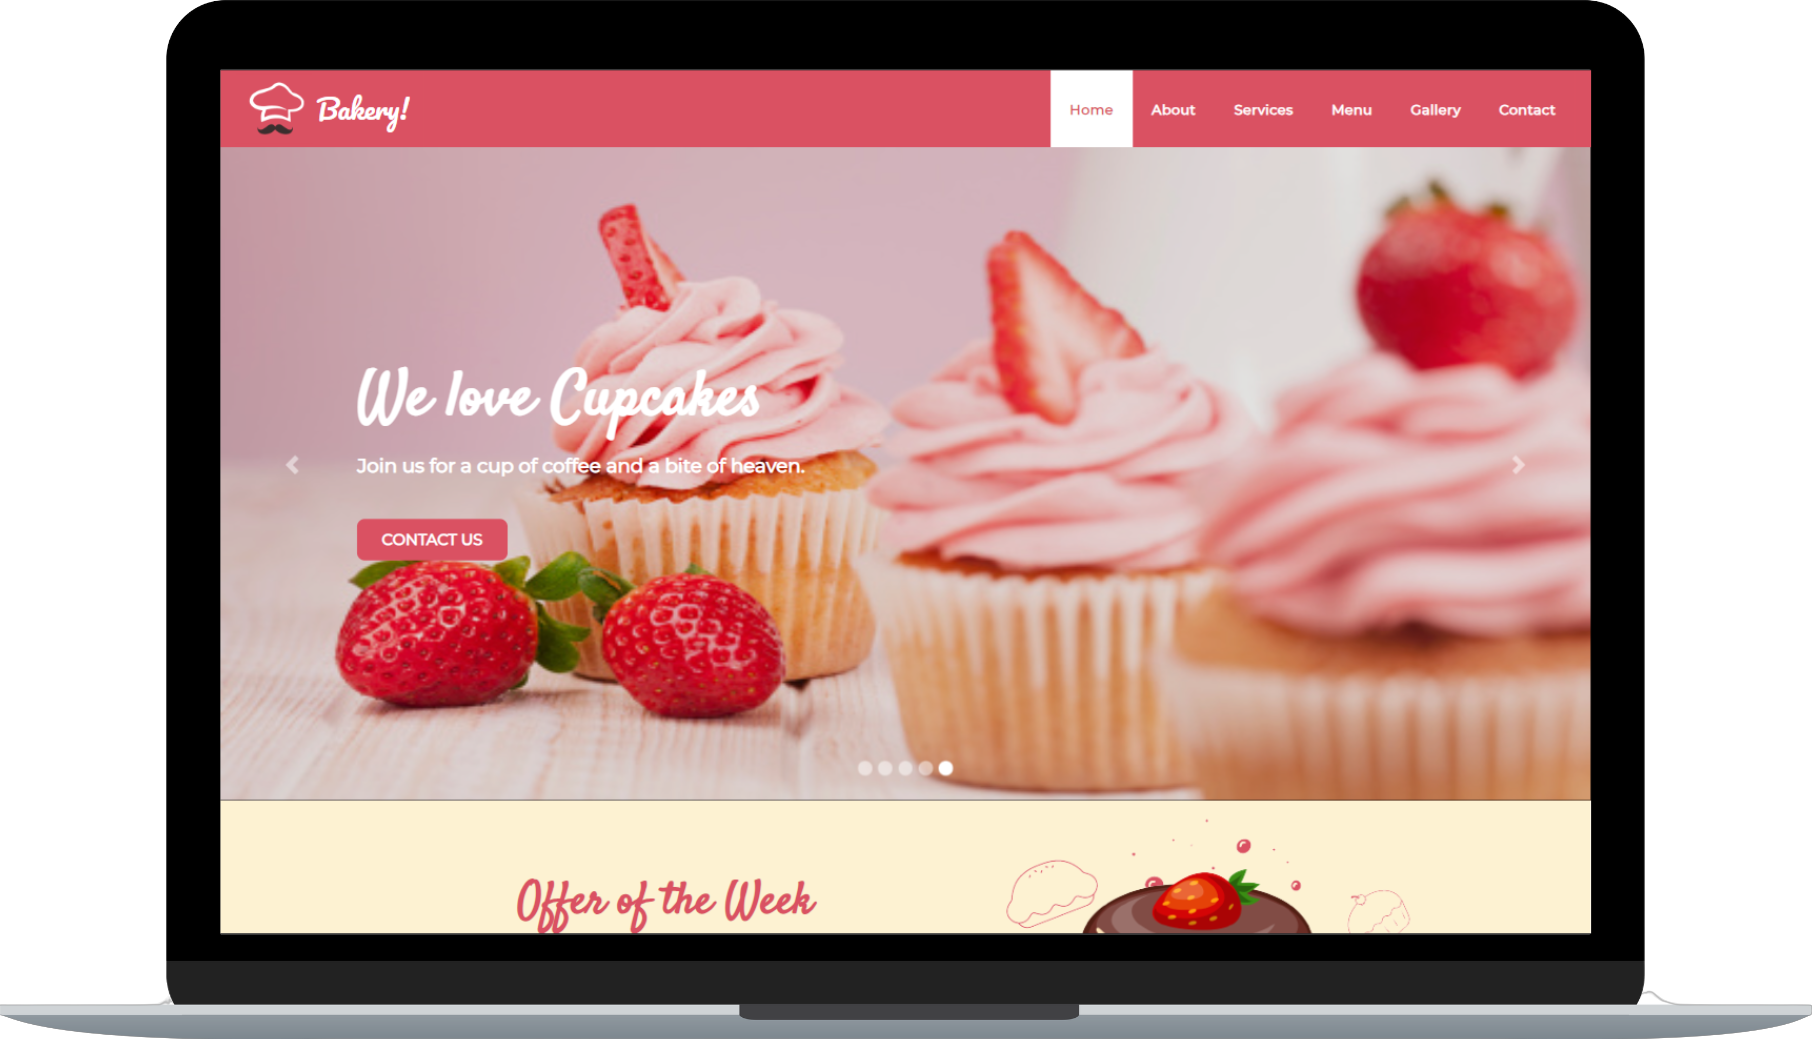 Bakery!
Home About Services Menu Gallery Contact
We love Cupcakes
Join us for a cup of coffee and a bite of heaven.
CONTACT US
Offer of the Week